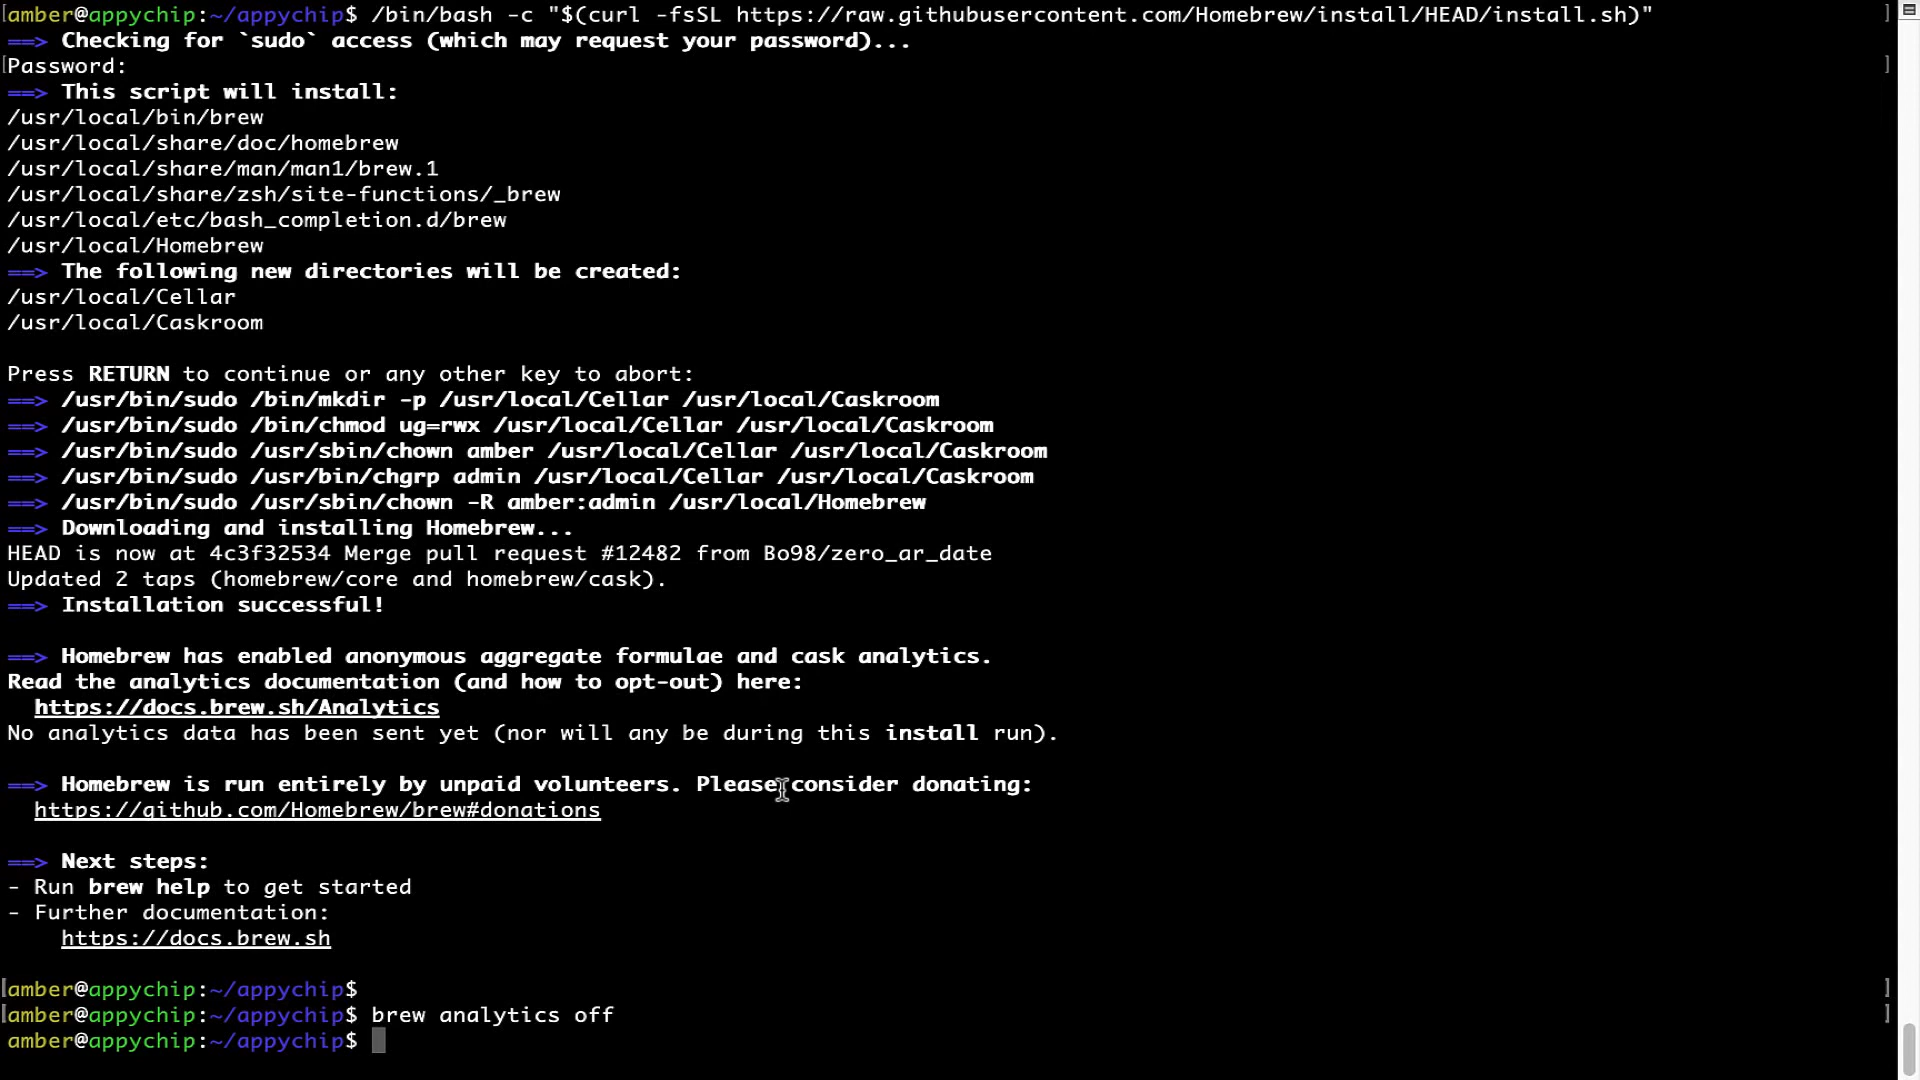 [amber@appychip:~/appychip$ /bin/bash -c "$(curl -fsSL https://raw.githubusercontent.com/Homebrew/install/HEAD/install.sh)" ]
==> Checking for `sudo` access (which may request your password)...
[Password: ]
==> This script will install:
/usr/local/bin/brew
/usr/local/share/doc/homebrew
/usr/local/share/man/man1/brew.1
/usr/local/share/zsh/site-functions/_brew
/usr/local/etc/bash_completion.d/brew
/usr/local/Homebrew
==> The following new directories will be created:
/usr/local/Cellar
/usr/local/Caskroom
Press RETURN to continue or any other key to abort:
==> /usr/bin/sudo /bin/mkdir -p /usr/local/Cellar /usr/local/Caskroom
==> /usr/bin/sudo /bin/chmod ug=rwx /usr/local/Cellar /usr/local/Caskroom
==> /usr/bin/sudo /usr/sbin/chown amber /usr/local/Cellar /usr/local/Caskroom
==> /usr/bin/sudo /usr/bin/chgrp admin /usr/local/Cellar /usr/local/Caskroom
==> /usr/bin/sudo /usr/sbin/chown -R amber:admin /usr/local/Homebrew
==> Downloading and installing Homebrew...
HEAD is now at 4c3f32534 Merge pull request #12482 from Bo98/zero_ar_date
Updated 2 taps (homebrew/core and homebrew/cask).
==> Installation successful!
==> Homebrew has enabled anonymous aggregate formulae and cask analytics.
Read the analytics documentation (and how to opt-out) here:
https://docs.brew.sh/Analytics
No analytics data has been sent yet (nor will any be during this install run).
==> Homebrew is run entirely by unpaid volunteers. Please consider donating:
https://github.com/Homebrew/brew#donations
==> Next steps:
- Run brew help to get started
- Further documentation:
https://docs.brew.sh
[amber@appychip:~/appychip$ ]
[amber@appychip:~/appychip$ brew analytics off ]
amber@appychip:~/appychip$